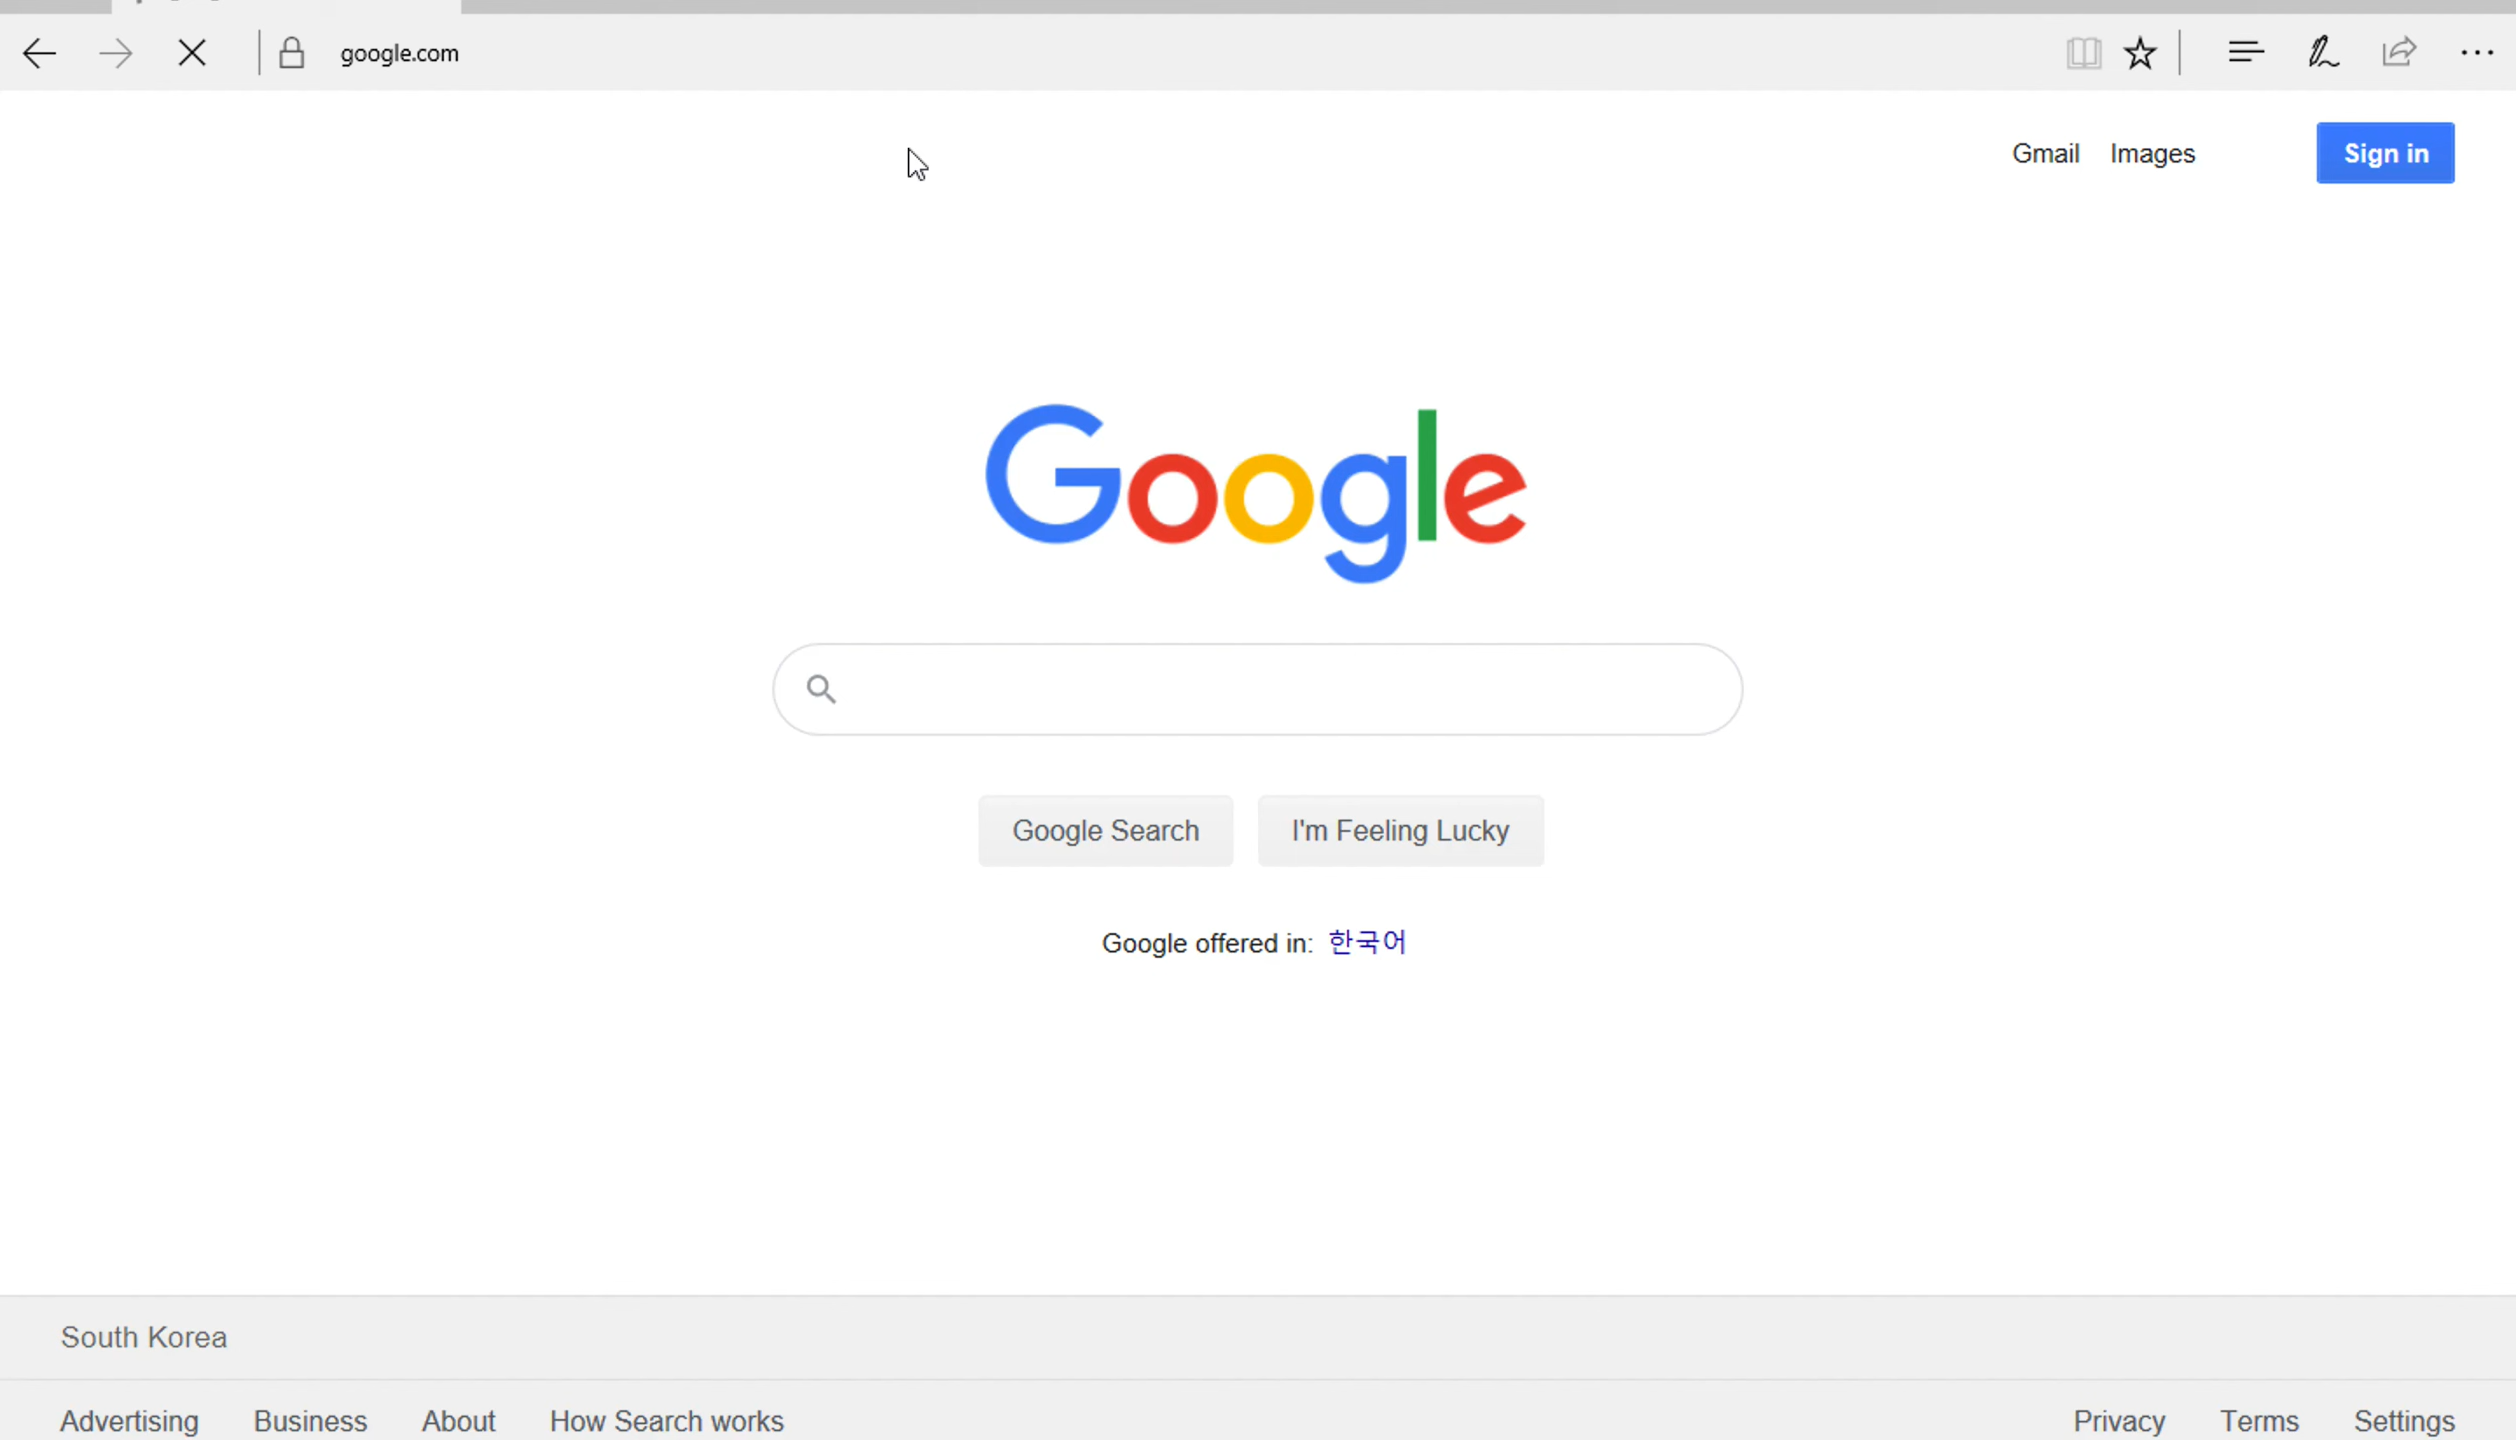 google.com
Gmail Images Sign in
Google
Google Search I'm Feeling Lucky
Google offered in: 한국어
South Korea
Advertising Business About How Search works Privacy Terms Settings